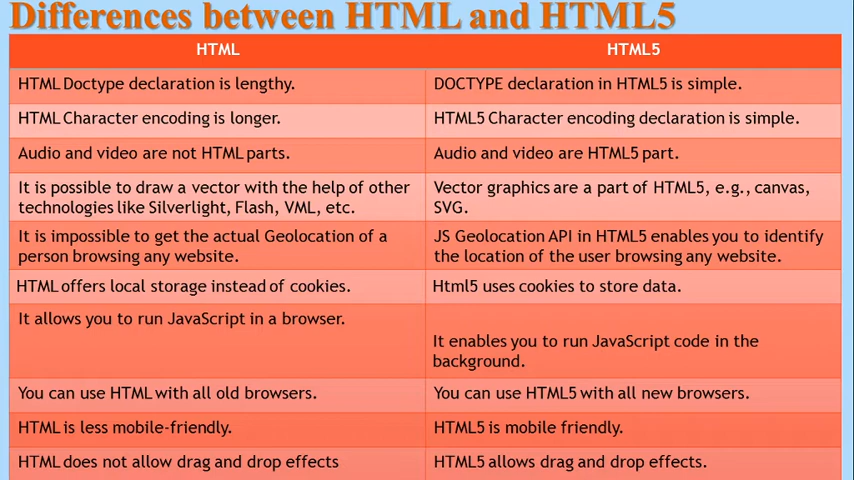 Differences between HTML and HTML5
HTML
HTML5
HTML Doctype declaration is lengthy.
DOCTYPE declaration in HTML5 is simple.
HTML Character encoding is longer.
HTML5 Character encoding declaration is simple.
Audio and video are not HTML parts.
Audio and video are HTML5 part.
It is possible to draw a vector with the help of other
technologies like Silverlight, Flash, VML, etc.
Vector graphics are a part of HTML5, e.g., canvas,
SVG.
It is impossible to get the actual Geolocation of a
person browsing any website.
JS Geolocation API in HTML5 enables you to identify
the location of the user browsing any website.
HTML offers local storage instead of cookies.
Html5 uses cookies to store data.
It allows you to run JavaScript in a browser.
It enables you to run JavaScript code in the
background.
You can use HTML with all old browsers.
You can use HTML5 with all new browsers.
HTML is less mobile-friendly.
HTML5 is mobile friendly.
HTML does not allow drag and drop effects
HTML5 allows drag and drop effects.